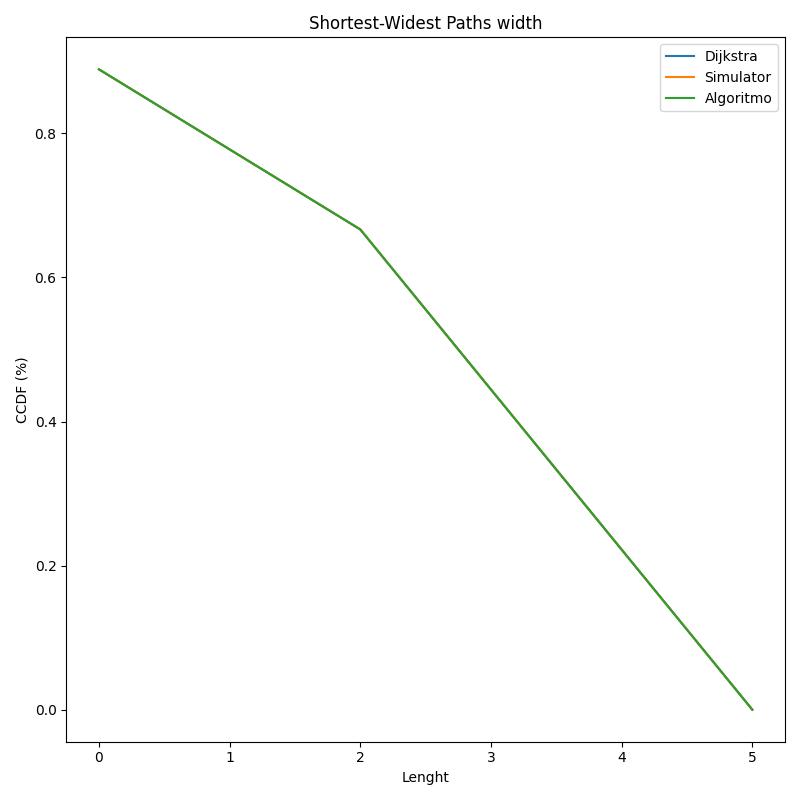 Shortest-Widest Paths width
Dijkstra
Simulator
Algoritmo
CCDF (%)
0.8
0.6
0.4
0.2
0.0
0 1 2 3 4 5
Lenght